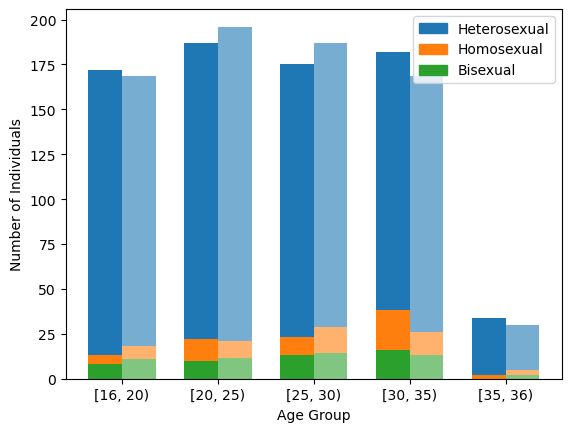 200
175
150
125
100
75
50
25
0
Number of Individuals
Heterosexual
Homosexual
Bisexual
[16, 20)
[20, 25)
[25, 30)
[30, 35)
[35, 36)
Age Group